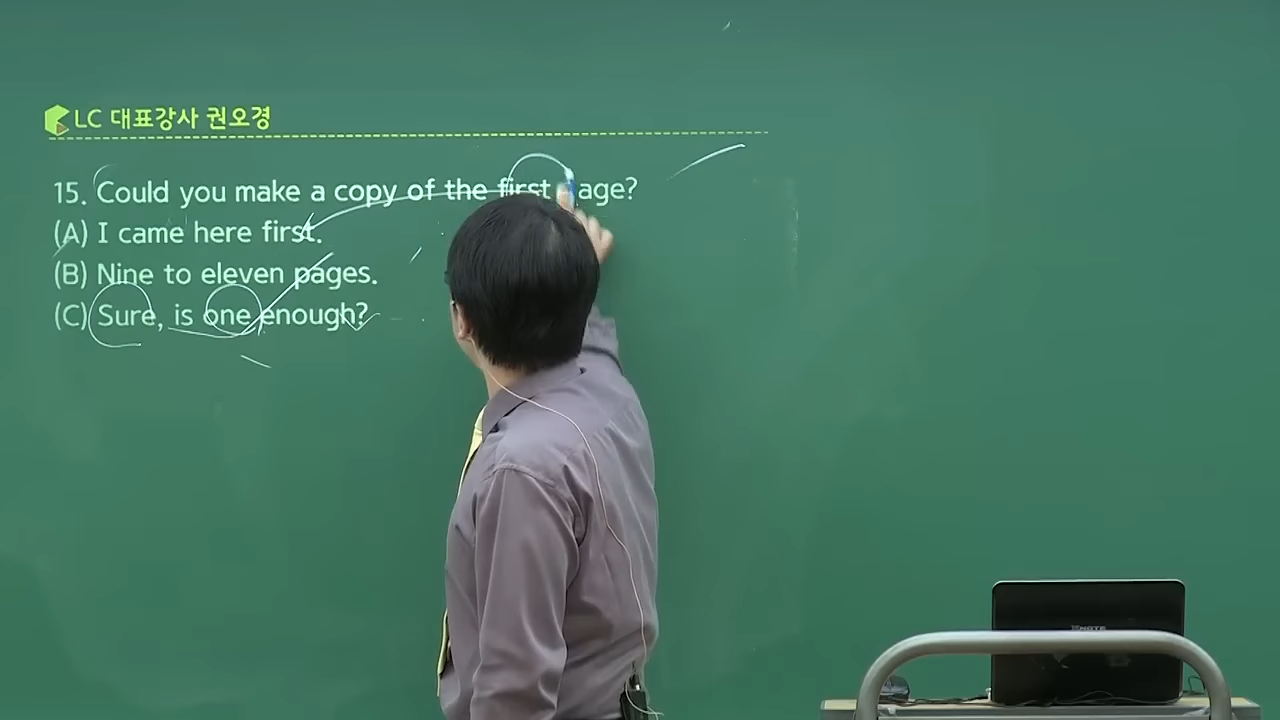 LC 대표강사 권오경
15. Could you make a copy of the first age?
(A) I came here first.
(B) Nine to eleven pages.
(C) Sure, is one enough?